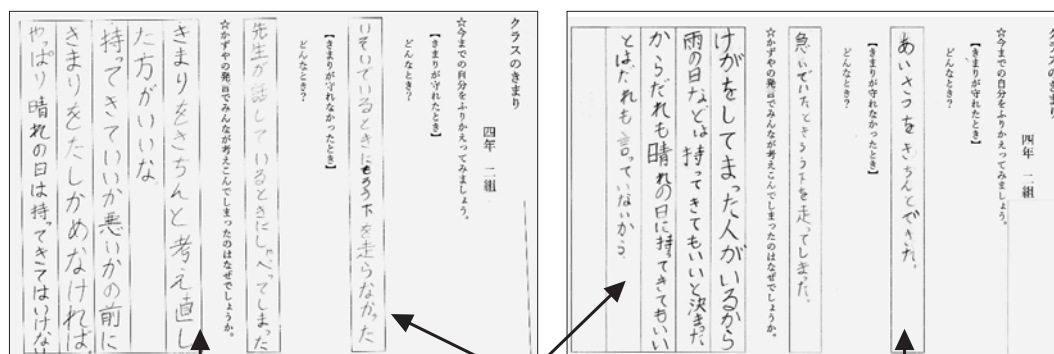 クラスのきまり
四年 二組
☆今までの自分をふりかえってみましょう。
【きまりが守れたとき】
どんなとき?
あいさつをきちんとできた。
【きまりが守れなかったとき】
どんなとき?
急いでいたときろう下を走ってしまった。
☆かずやの発言でみんなが考えこんでしまったのはなぜでしょうか。
けがをしてまった人がいるから
雨の日などは持ってきてもいいと決まった
からだれも晴れの日に持ってきてもいい
とはだれも言っていないから。
クラスのきまり
四年 二組
☆今までの自分をふりかえってみましょう。
【きまりが守れたとき】
どんなとき?
いそいでいるときにもろう下を走らなかった
【きまりが守れなかったとき】
どんなとき?
先生が話しているときにしゃべってしまった
☆かずやの発言でみんなが考えこんでしまったのはなぜでしょうか。
きまりをきちんと考え直し
た方がいいな。
持ってきていいか悪いかの前に
きまりをたしかめなければ。
やっぱり晴れの日は持ってきてはいけない